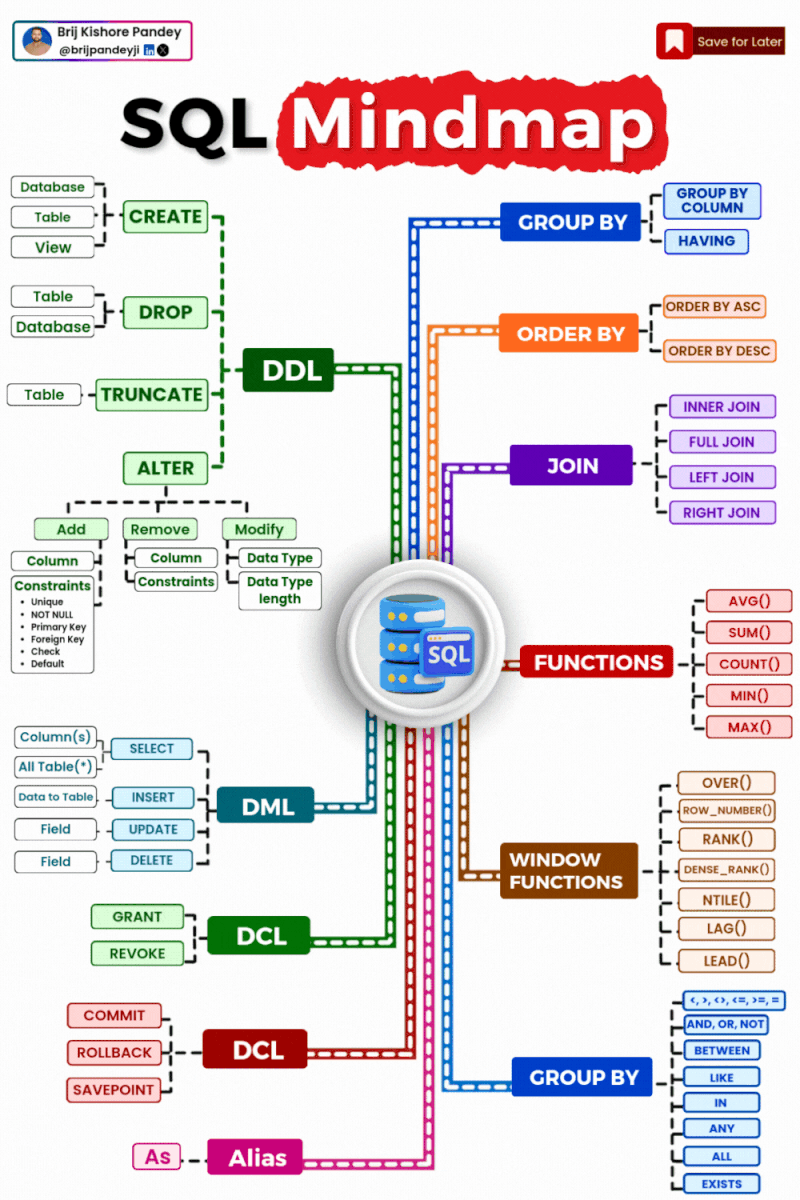 Brij Kishore Pandey
@brijpandeyji in X
Save for Later
SQL Mindmap
Database
Table
View
CREATE
Table
Database
DROP
Table
TRUNCATE
ALTER
DDL
Add
Remove
Modify
Column
Constraints
• Unique
• NOT NULL
• Primary Key
• Foreign Key
• Check
• Default
Column
Constraints
Data Type
Data Type
length
GROUP BY
GROUP BY
COLUMN
HAVING
ORDER BY
ORDER BY ASC
ORDER BY DESC
JOIN
INNER JOIN
FULL JOIN
LEFT JOIN
RIGHT JOIN
SQL
FUNCTIONS
AVG()
SUM()
COUNT()
MIN()
MAX()
Column(s)
All Table(*)
SELECT
Data to Table
INSERT
Field
UPDATE
Field
DELETE
DML
WINDOW
FUNCTIONS
OVER()
ROW_NUMBER()
RANK()
DENSE_RANK()
NTILE()
LAG()
LEAD()
GRANT
REVOKE
DCL
COMMIT
ROLLBACK
SAVEPOINT
DCL
GROUP BY
<, >, <>, <=, >=, =
AND, OR, NOT
BETWEEN
LIKE
IN
ANY
ALL
EXISTS
As
Alias